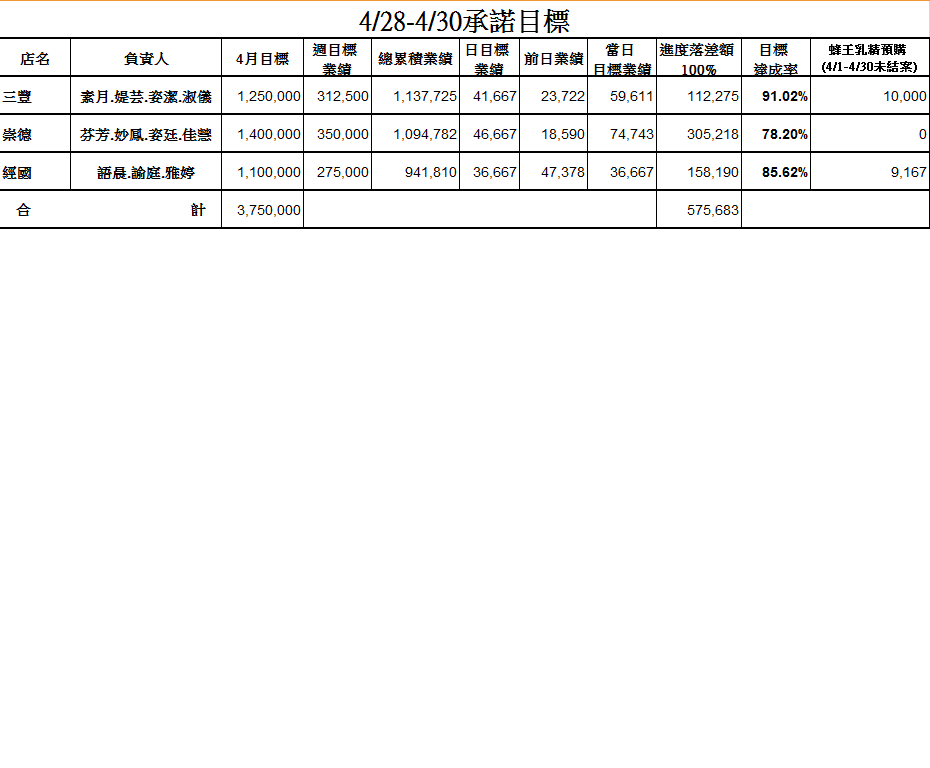 4/28-4/30承諾目標
店名 負責人 4月目標 週目標業績 總累積業績 日目標業績 前日業績 當日目標業績 進度落差額100% 目標達成率 蜂王乳精預購(4/1-4/30未結案)
三豐 素月.媞芸.姿潔.淑儀 1,250,000 312,500 1,137,725 41,667 23,722 59,611 112,275 91.02% 10,000
崇德 芬芳.妙鳳.姿廷.佳慧 1,400,000 350,000 1,094,782 46,667 18,590 74,743 305,218 78.20% 0
經國 語晨.諭庭.雅婷 1,100,000 275,000 941,810 36,667 47,378 36,667 158,190 85.62% 9,167
合計 3,750,000 575,683